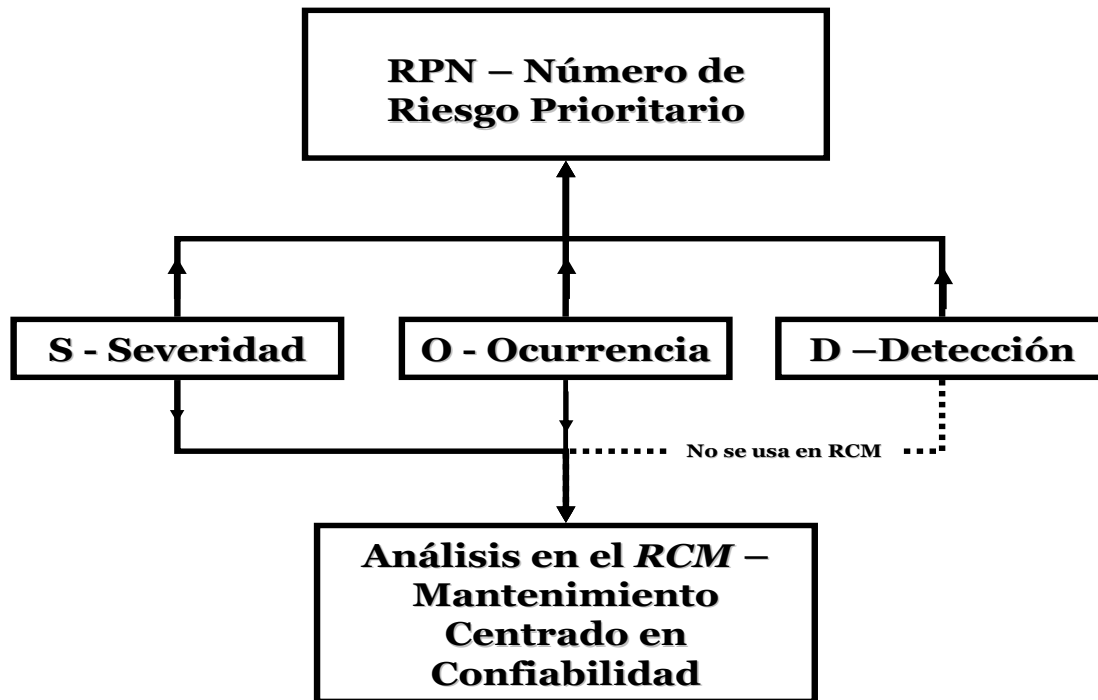 RPN – Número de
Riesgo Prioritario
S - Severidad
O - Ocurrencia
D –Detección
No se usa en RCM
Análisis en el RCM –
Mantenimiento
Centrado en
Confiabilidad